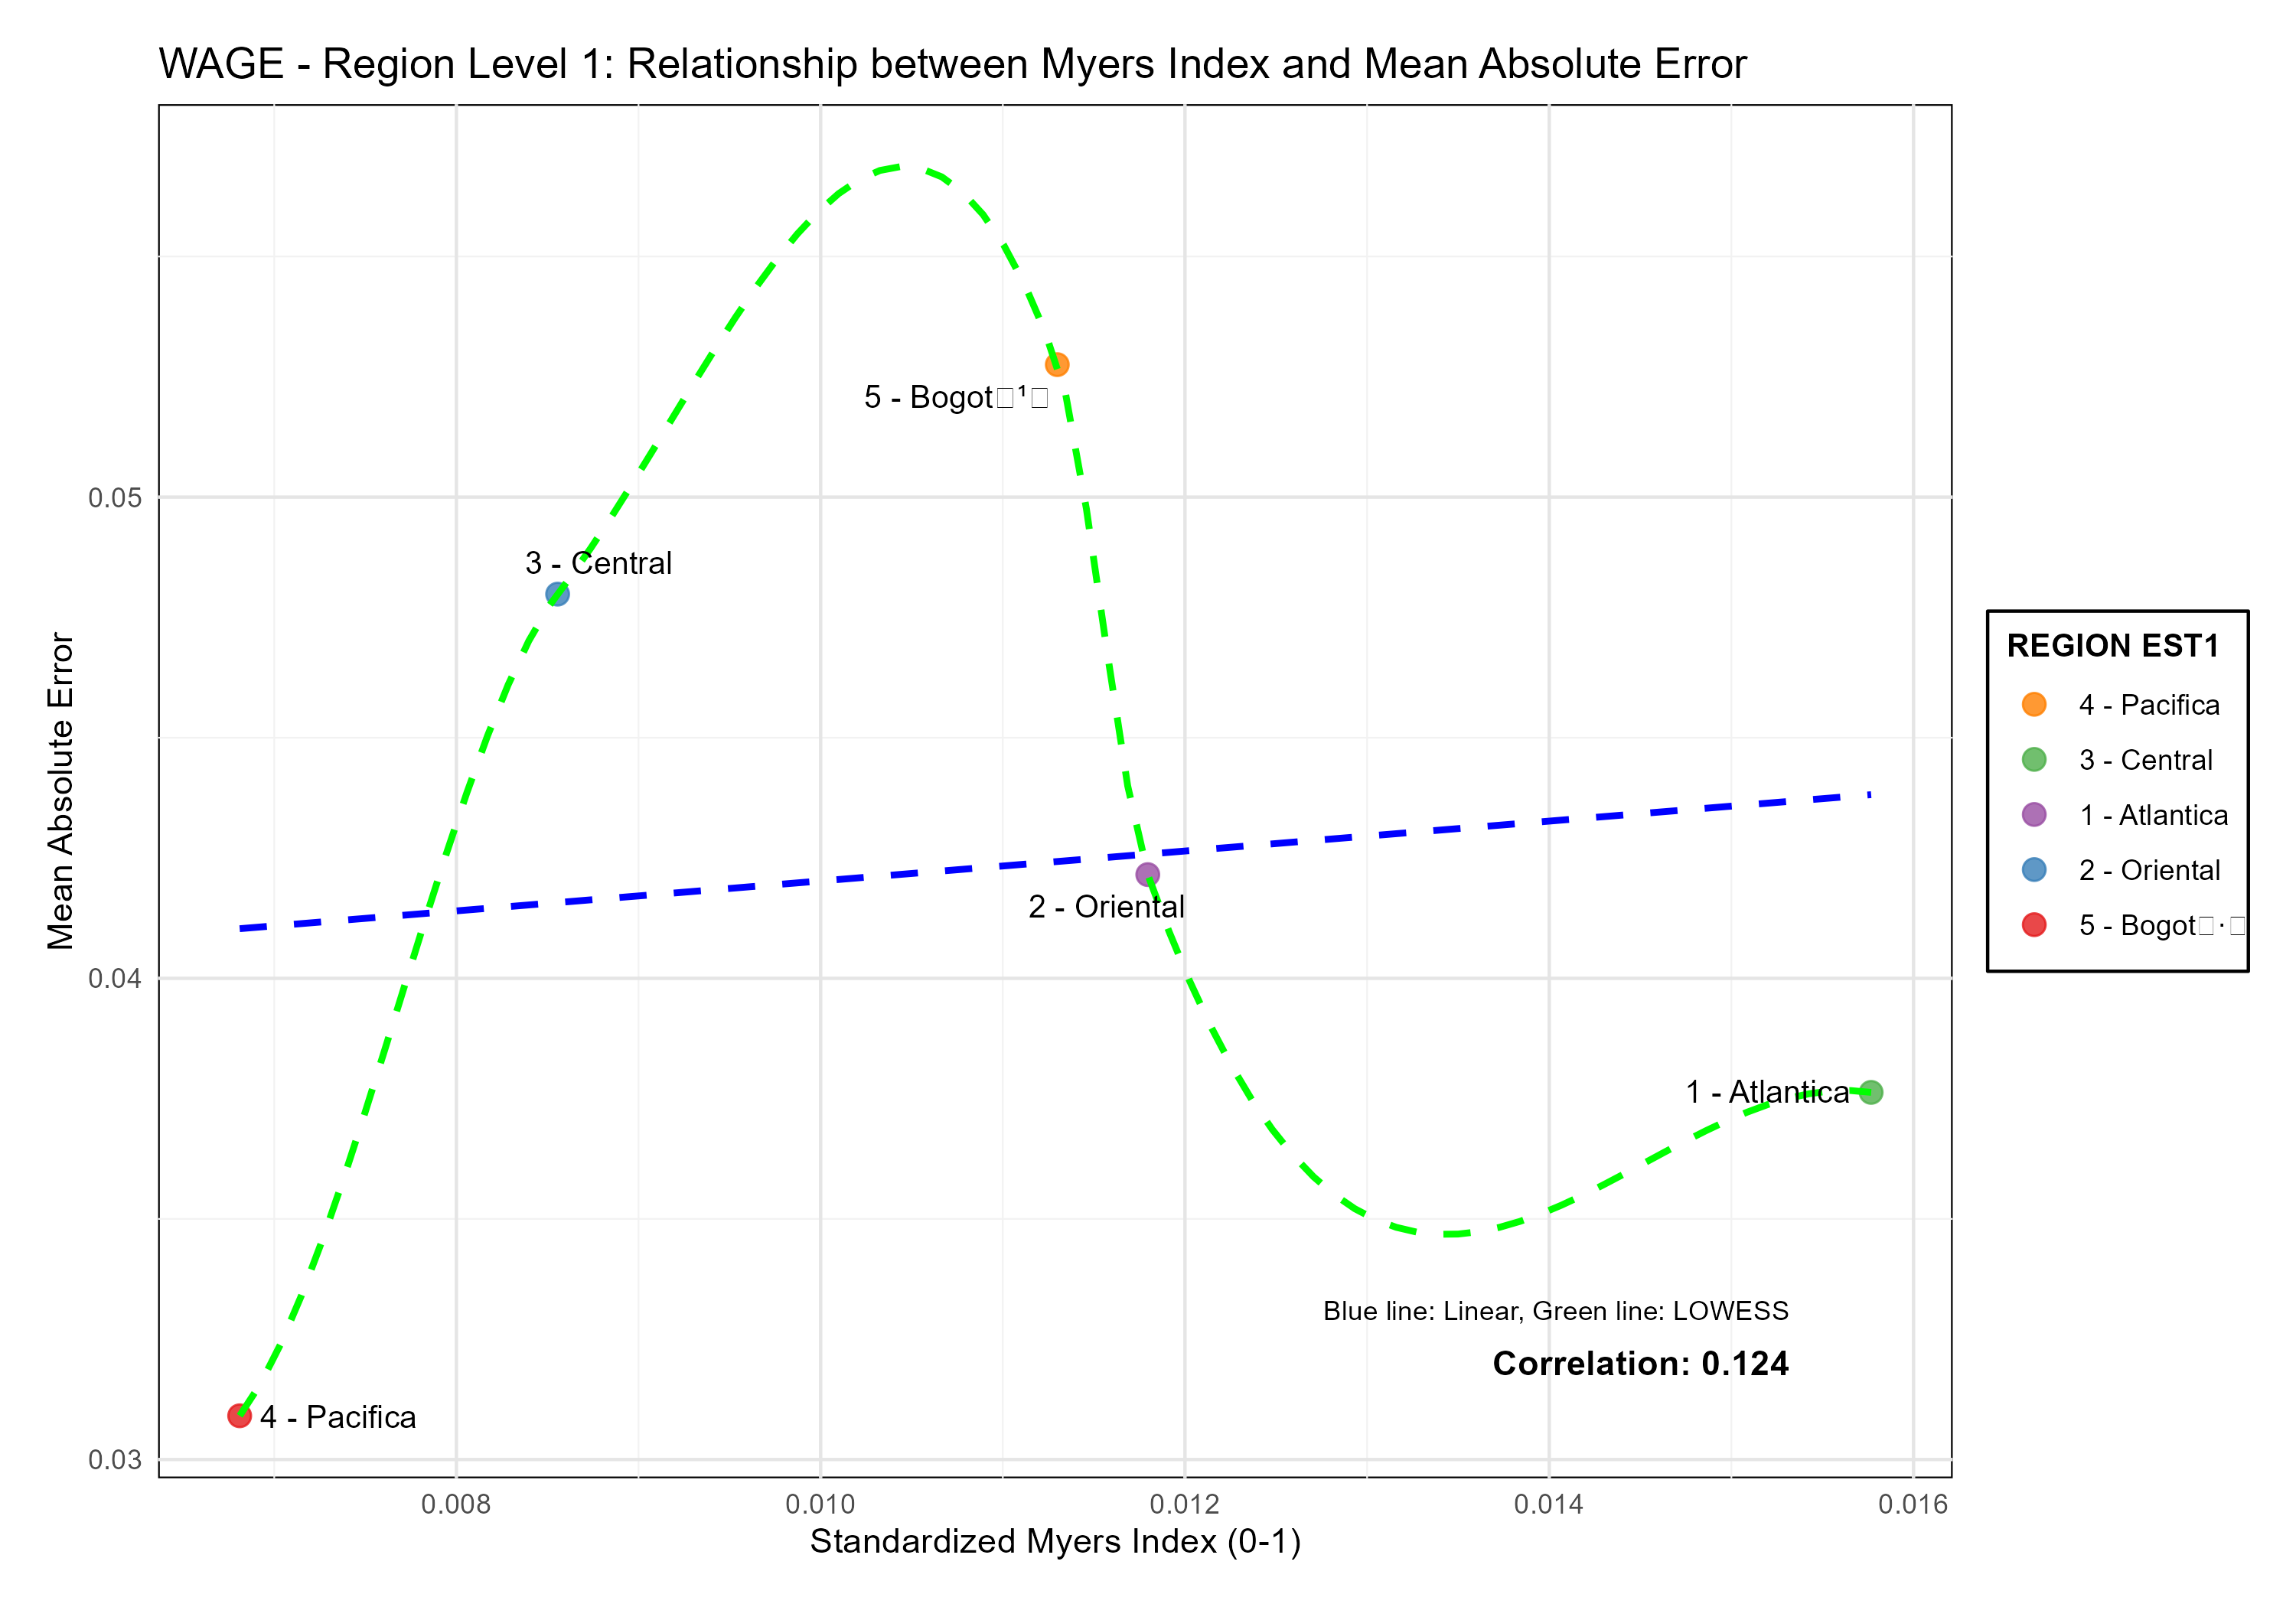 WAGE - Region Level 1: Relationship between Myers Index and Mean Absolute Error
Mean Absolute Error
0.05
0.04
0.03
5 - Bogot□¹□
3 - Central
2 - Oriental
1 - Atlantica
4 - Pacifica
Blue line: Linear, Green line: LOWESS
Correlation: 0.124
0.008 0.010 0.012 0.014 0.016
Standardized Myers Index (0-1)
REGION EST1
4 - Pacifica
3 - Central
1 - Atlantica
2 - Oriental
5 - Bogot□·□